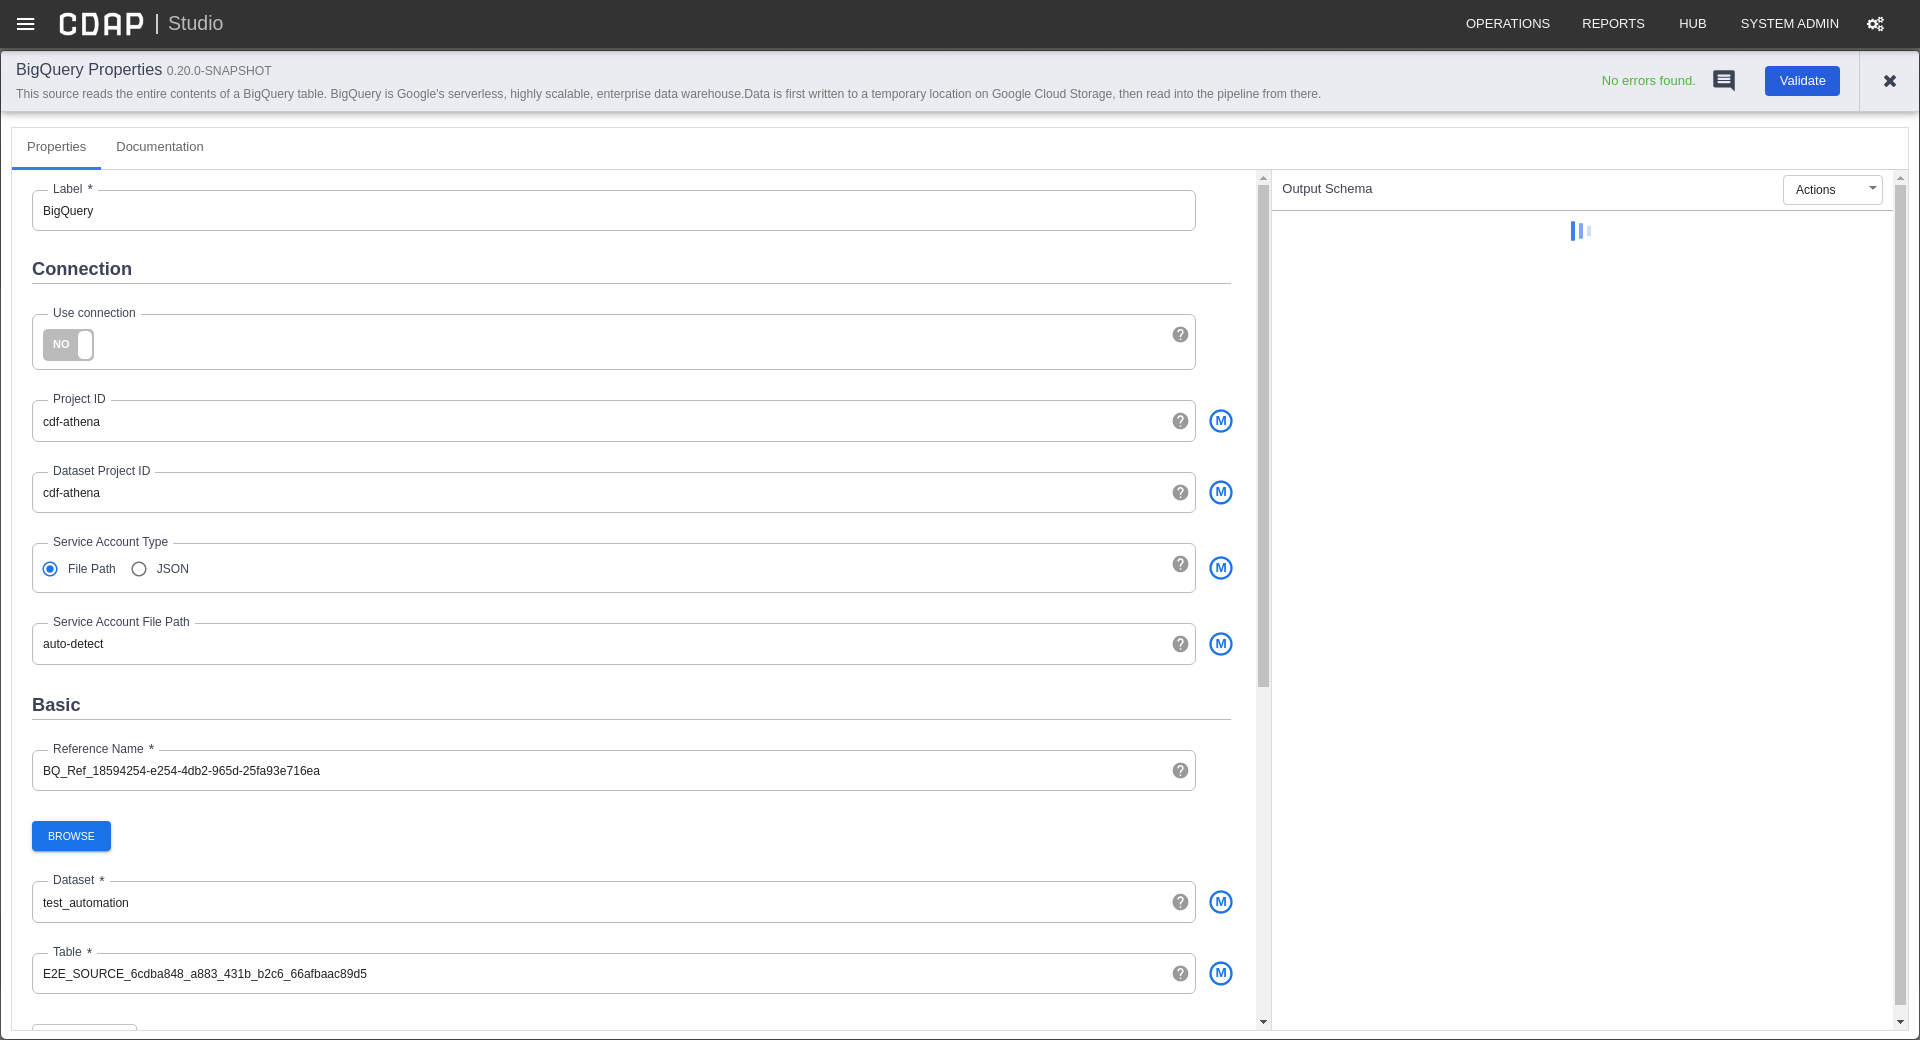 CDAP | Studio
OPERATIONS REPORTS HUB SYSTEM ADMIN
BigQuery Properties 0.20.0-SNAPSHOT
This source reads the entire contents of a BigQuery table. BigQuery is Google's serverless, highly scalable, enterprise data warehouse.Data is first written to a temporary location on Google Cloud Storage, then read into the pipeline from there.
No errors found.
Validate
Properties Documentation
Label *
BigQuery
Connection
Use connection
NO
Project ID
cdf-athena
M
Dataset Project ID
cdf-athena
M
Service Account Type
File Path JSON
M
Service Account File Path
auto-detect
M
Basic
Reference Name *
BQ_Ref_18594254-e254-4db2-965d-25fa93e716ea
BROWSE
Dataset *
test_automation
M
Table *
E2E_SOURCE_6cdba848_a883_431b_b2c6_66afbaac89d5
M
Output Schema
Actions